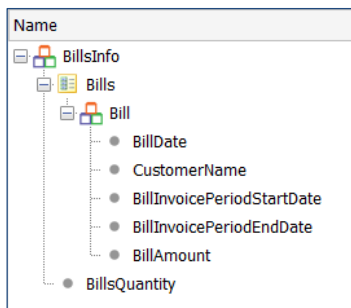 Name
BillsInfo
Bills
Bill
BillDate
CustomerName
BillInvoicePeriodStartDate
BillInvoicePeriodEndDate
BillAmount
BillsQuantity